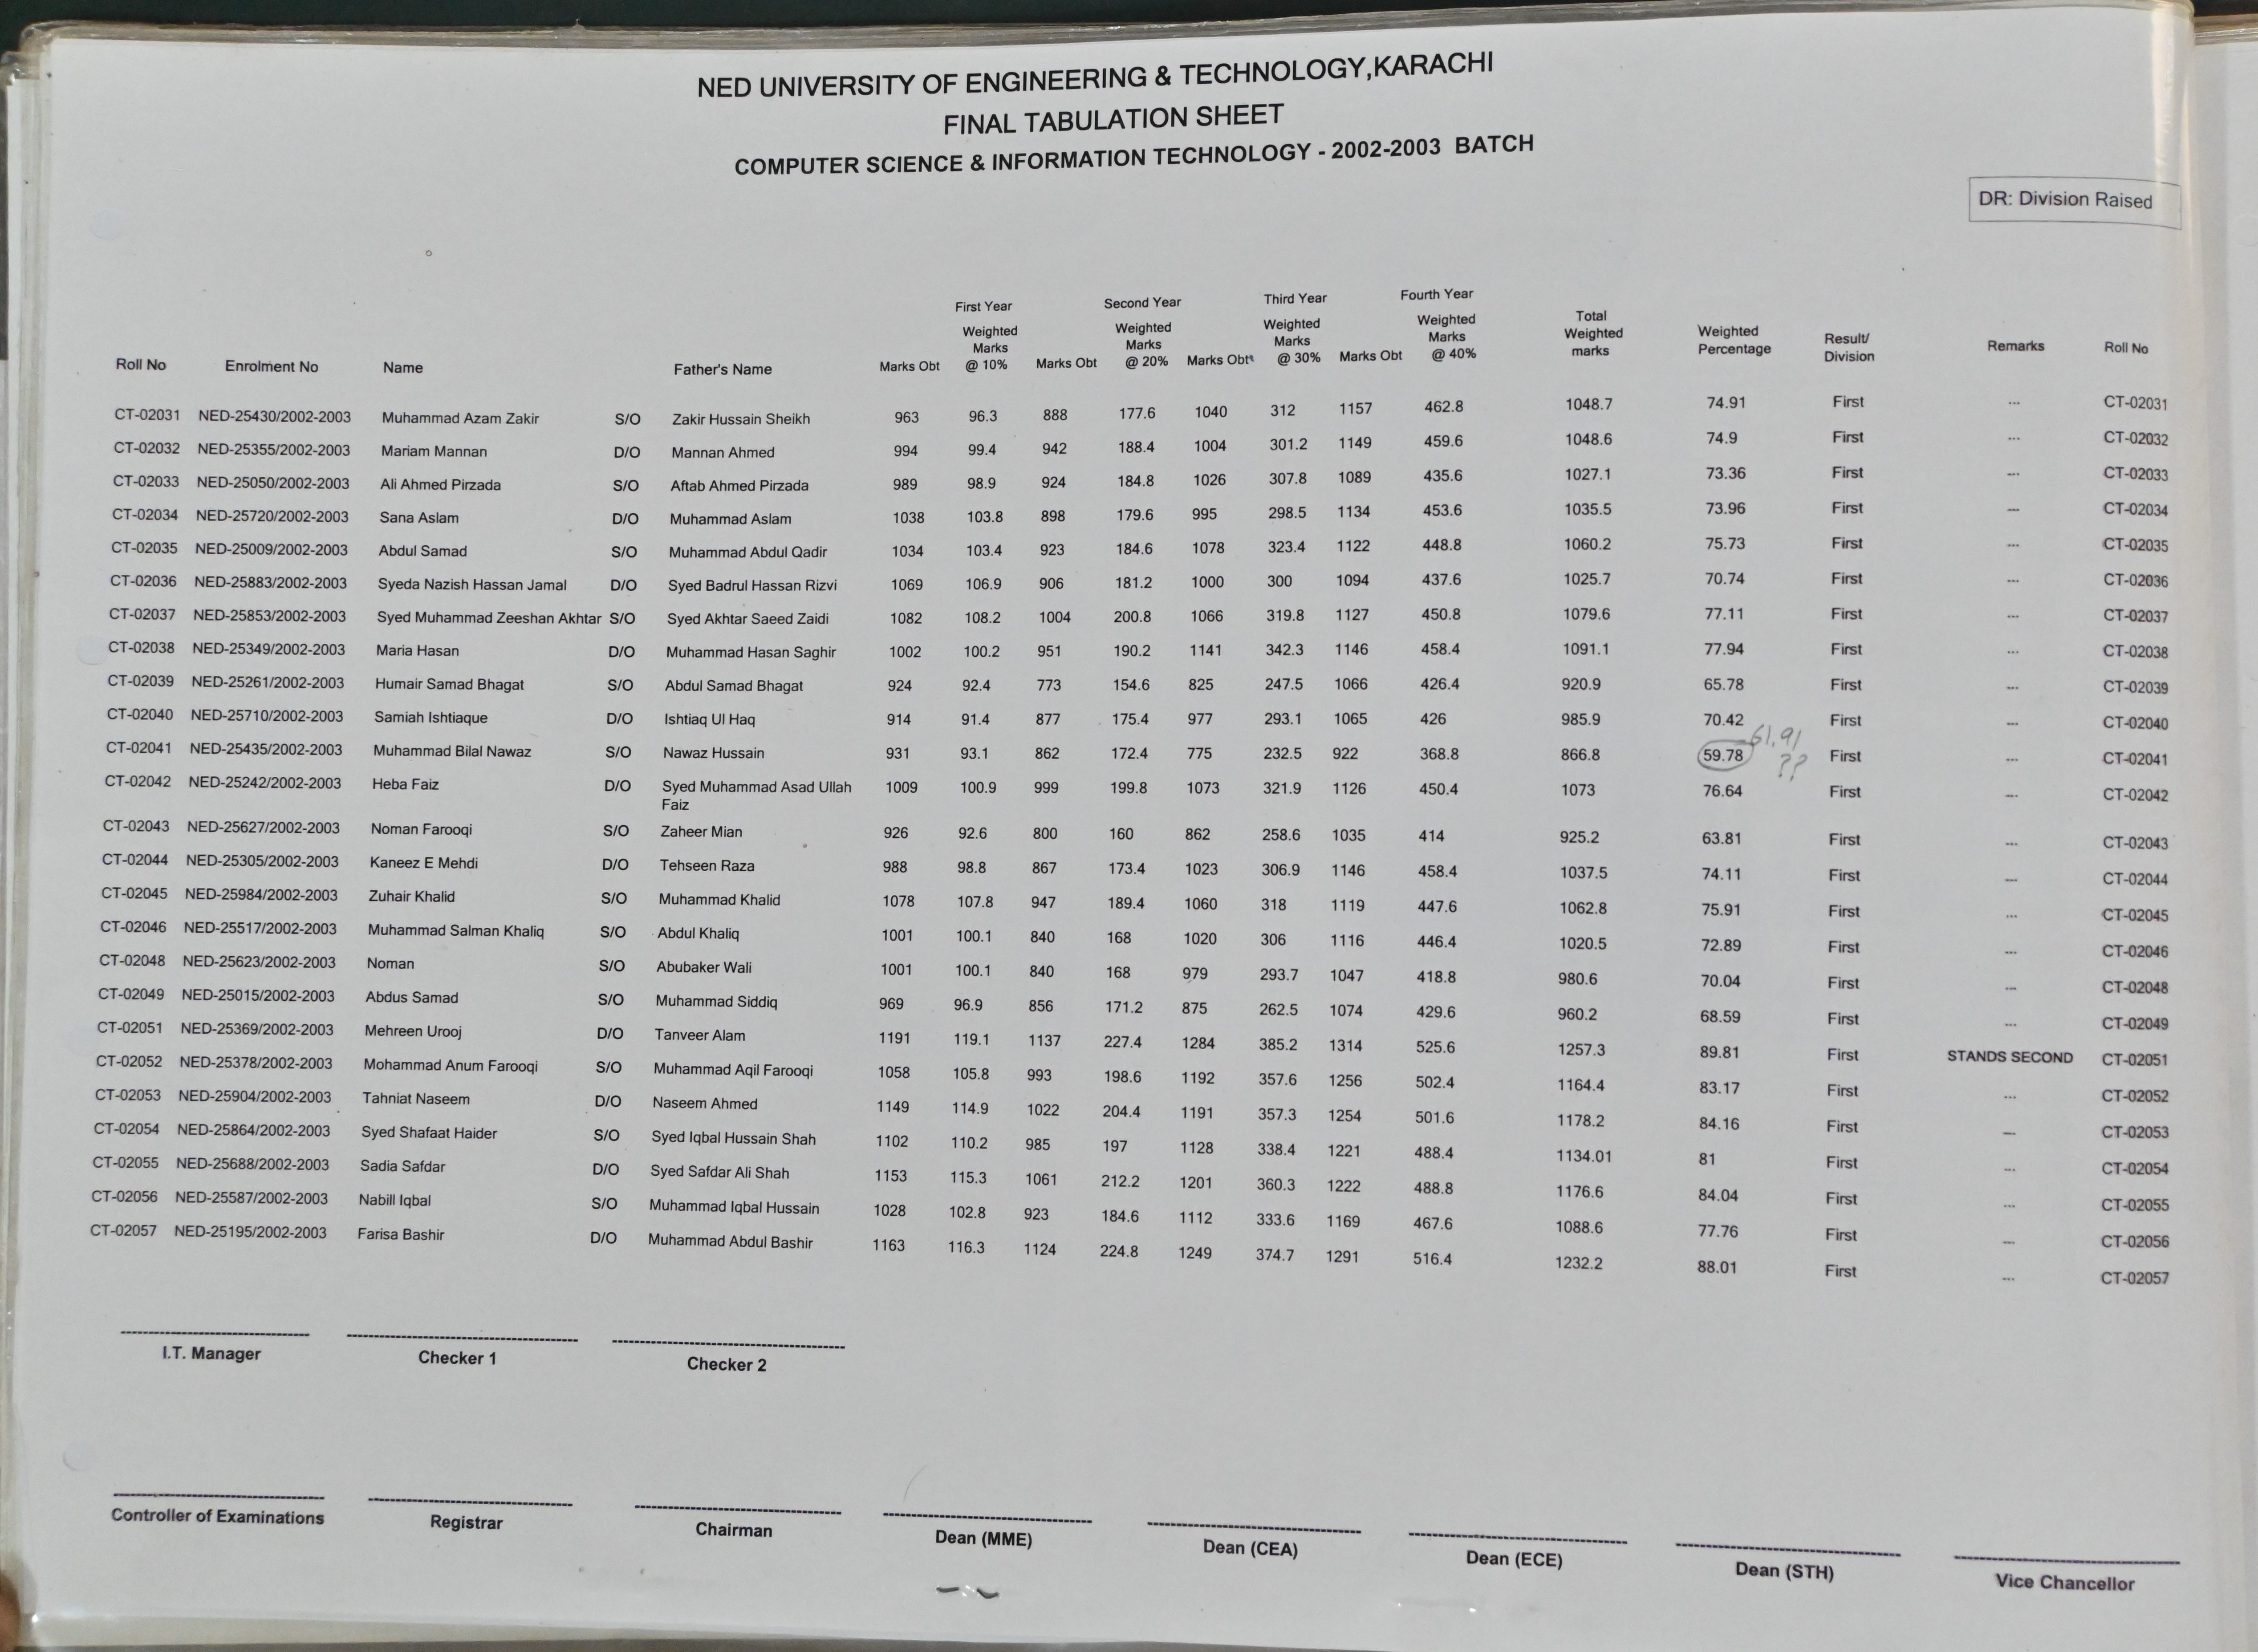 NED UNIVERSITY OF ENGINEERING & TECHNOLOGY,KARACHI
FINAL TABULATION SHEET
COMPUTER SCIENCE & INFORMATION TECHNOLOGY - 2002-2003 BATCH
DR: Division Raised
First Year Second Year Third Year Fourth Year
Roll No Enrolment No Name Father's Name Marks Obt Weighted Marks @ 10% Marks Obt Weighted Marks @ 20% Marks Obt Weighted Marks @ 30% Marks Obt Weighted Marks @ 40% Total Weighted marks Weighted Percentage Result/ Division Remarks Roll No
CT-02031 NED-25430/2002-2003 Muhammad Azam Zakir S/O Zakir Hussain Sheikh 963 96.3 888 177.6 1040 312 1157 462.8 1048.7 74.91 First --- CT-02031
CT-02032 NED-25355/2002-2003 Mariam Mannan D/O Mannan Ahmed 994 99.4 942 188.4 1004 301.2 1149 459.6 1048.6 74.9 First --- CT-02032
CT-02033 NED-25050/2002-2003 Ali Ahmed Pirzada S/O Aftab Ahmed Pirzada 989 98.9 924 184.8 1026 307.8 1089 435.6 1027.1 73.36 First --- CT-02033
CT-02034 NED-25720/2002-2003 Sana Aslam D/O Muhammad Aslam 1038 103.8 898 179.6 995 298.5 1134 453.6 1035.5 73.96 First --- CT-02034
CT-02035 NED-25009/2002-2003 Abdul Samad S/O Muhammad Abdul Qadir 1034 103.4 923 184.6 1078 323.4 1122 448.8 1060.2 75.73 First --- CT-02035
CT-02036 NED-25883/2002-2003 Syeda Nazish Hassan Jamal D/O Syed Badrul Hassan Rizvi 1069 106.9 906 181.2 1000 300 1094 437.6 1025.7 70.74 First --- CT-02036
CT-02037 NED-25853/2002-2003 Syed Muhammad Zeeshan Akhtar S/O Syed Akhtar Saeed Zaidi 1082 108.2 1004 200.8 1066 319.8 1127 450.8 1079.6 77.11 First --- CT-02037
CT-02038 NED-25349/2002-2003 Maria Hasan D/O Muhammad Hasan Saghir 1002 100.2 951 190.2 1141 342.3 1146 458.4 1091.1 77.94 First --- CT-02038
CT-02039 NED-25261/2002-2003 Humair Samad Bhagat S/O Abdul Samad Bhagat 924 92.4 773 154.6 825 247.5 1066 426.4 920.9 65.78 First --- CT-02039
CT-02040 NED-25710/2002-2003 Samiah Ishtiaque D/O Ishtiaq Ul Haq 914 91.4 877 175.4 977 293.1 1065 426 985.9 70.42 First --- CT-02040
CT-02041 NED-25435/2002-2003 Muhammad Bilal Nawaz S/O Nawaz Hussain 931 93.1 862 172.4 775 232.5 922 368.8 866.8 59.78 61.91 ?? First --- CT-02041
CT-02042 NED-25242/2002-2003 Heba Faiz D/O Syed Muhammad Asad Ullah Faiz 1009 100.9 999 199.8 1073 321.9 1126 450.4 1073 76.64 First --- CT-02042
CT-02043 NED-25627/2002-2003 Noman Farooqi S/O Zaheer Mian 926 92.6 800 160 862 258.6 1035 414 925.2 63.81 First --- CT-02043
CT-02044 NED-25305/2002-2003 Kaneez E Mehdi D/O Tehseen Raza 988 98.8 867 173.4 1023 306.9 1146 458.4 1037.5 74.11 First --- CT-02044
CT-02045 NED-25984/2002-2003 Zuhair Khalid S/O Muhammad Khalid 1078 107.8 947 189.4 1060 318 1119 447.6 1062.8 75.91 First --- CT-02045
CT-02046 NED-25517/2002-2003 Muhammad Salman Khaliq S/O Abdul Khaliq 1001 100.1 840 168 1020 306 1116 446.4 1020.5 72.89 First --- CT-02046
CT-02048 NED-25623/2002-2003 Noman S/O Abubaker Wali 1001 100.1 840 168 979 293.7 1047 418.8 980.6 70.04 First --- CT-02048
CT-02049 NED-25015/2002-2003 Abdus Samad S/O Muhammad Siddiq 969 96.9 856 171.2 875 262.5 1074 429.6 960.2 68.59 First --- CT-02049
CT-02051 NED-25369/2002-2003 Mehreen Urooj D/O Tanveer Alam 1191 119.1 1137 227.4 1284 385.2 1314 525.6 1257.3 89.81 First STANDS SECOND CT-02051
CT-02052 NED-25378/2002-2003 Mohammad Anum Farooqi S/O Muhammad Aqil Farooqi 1058 105.8 993 198.6 1192 357.6 1256 502.4 1164.4 83.17 First --- CT-02052
CT-02053 NED-25904/2002-2003 Tahniat Naseem D/O Naseem Ahmed 1149 114.9 1022 204.4 1191 357.3 1254 501.6 1178.2 84.16 First --- CT-02053
CT-02054 NED-25864/2002-2003 Syed Shafaat Haider S/O Syed Iqbal Hussain Shah 1102 110.2 985 197 1128 338.4 1221 488.4 1134.01 81 First --- CT-02054
CT-02055 NED-25688/2002-2003 Sadia Safdar D/O Syed Safdar Ali Shah 1153 115.3 1061 212.2 1201 360.3 1222 488.8 1176.6 84.04 First --- CT-02055
CT-02056 NED-25587/2002-2003 Nabill Iqbal S/O Muhammad Iqbal Hussain 1028 102.8 923 184.6 1112 333.6 1169 467.6 1088.6 77.76 First --- CT-02056
CT-02057 NED-25195/2002-2003 Farisa Bashir D/O Muhammad Abdul Bashir 1163 116.3 1124 224.8 1249 374.7 1291 516.4 1232.2 88.01 First --- CT-02057
I.T. Manager Checker 1 Checker 2
Controller of Examinations Registrar Chairman Dean (MME) Dean (CEA) Dean (ECE) Dean (STH) Vice Chancellor